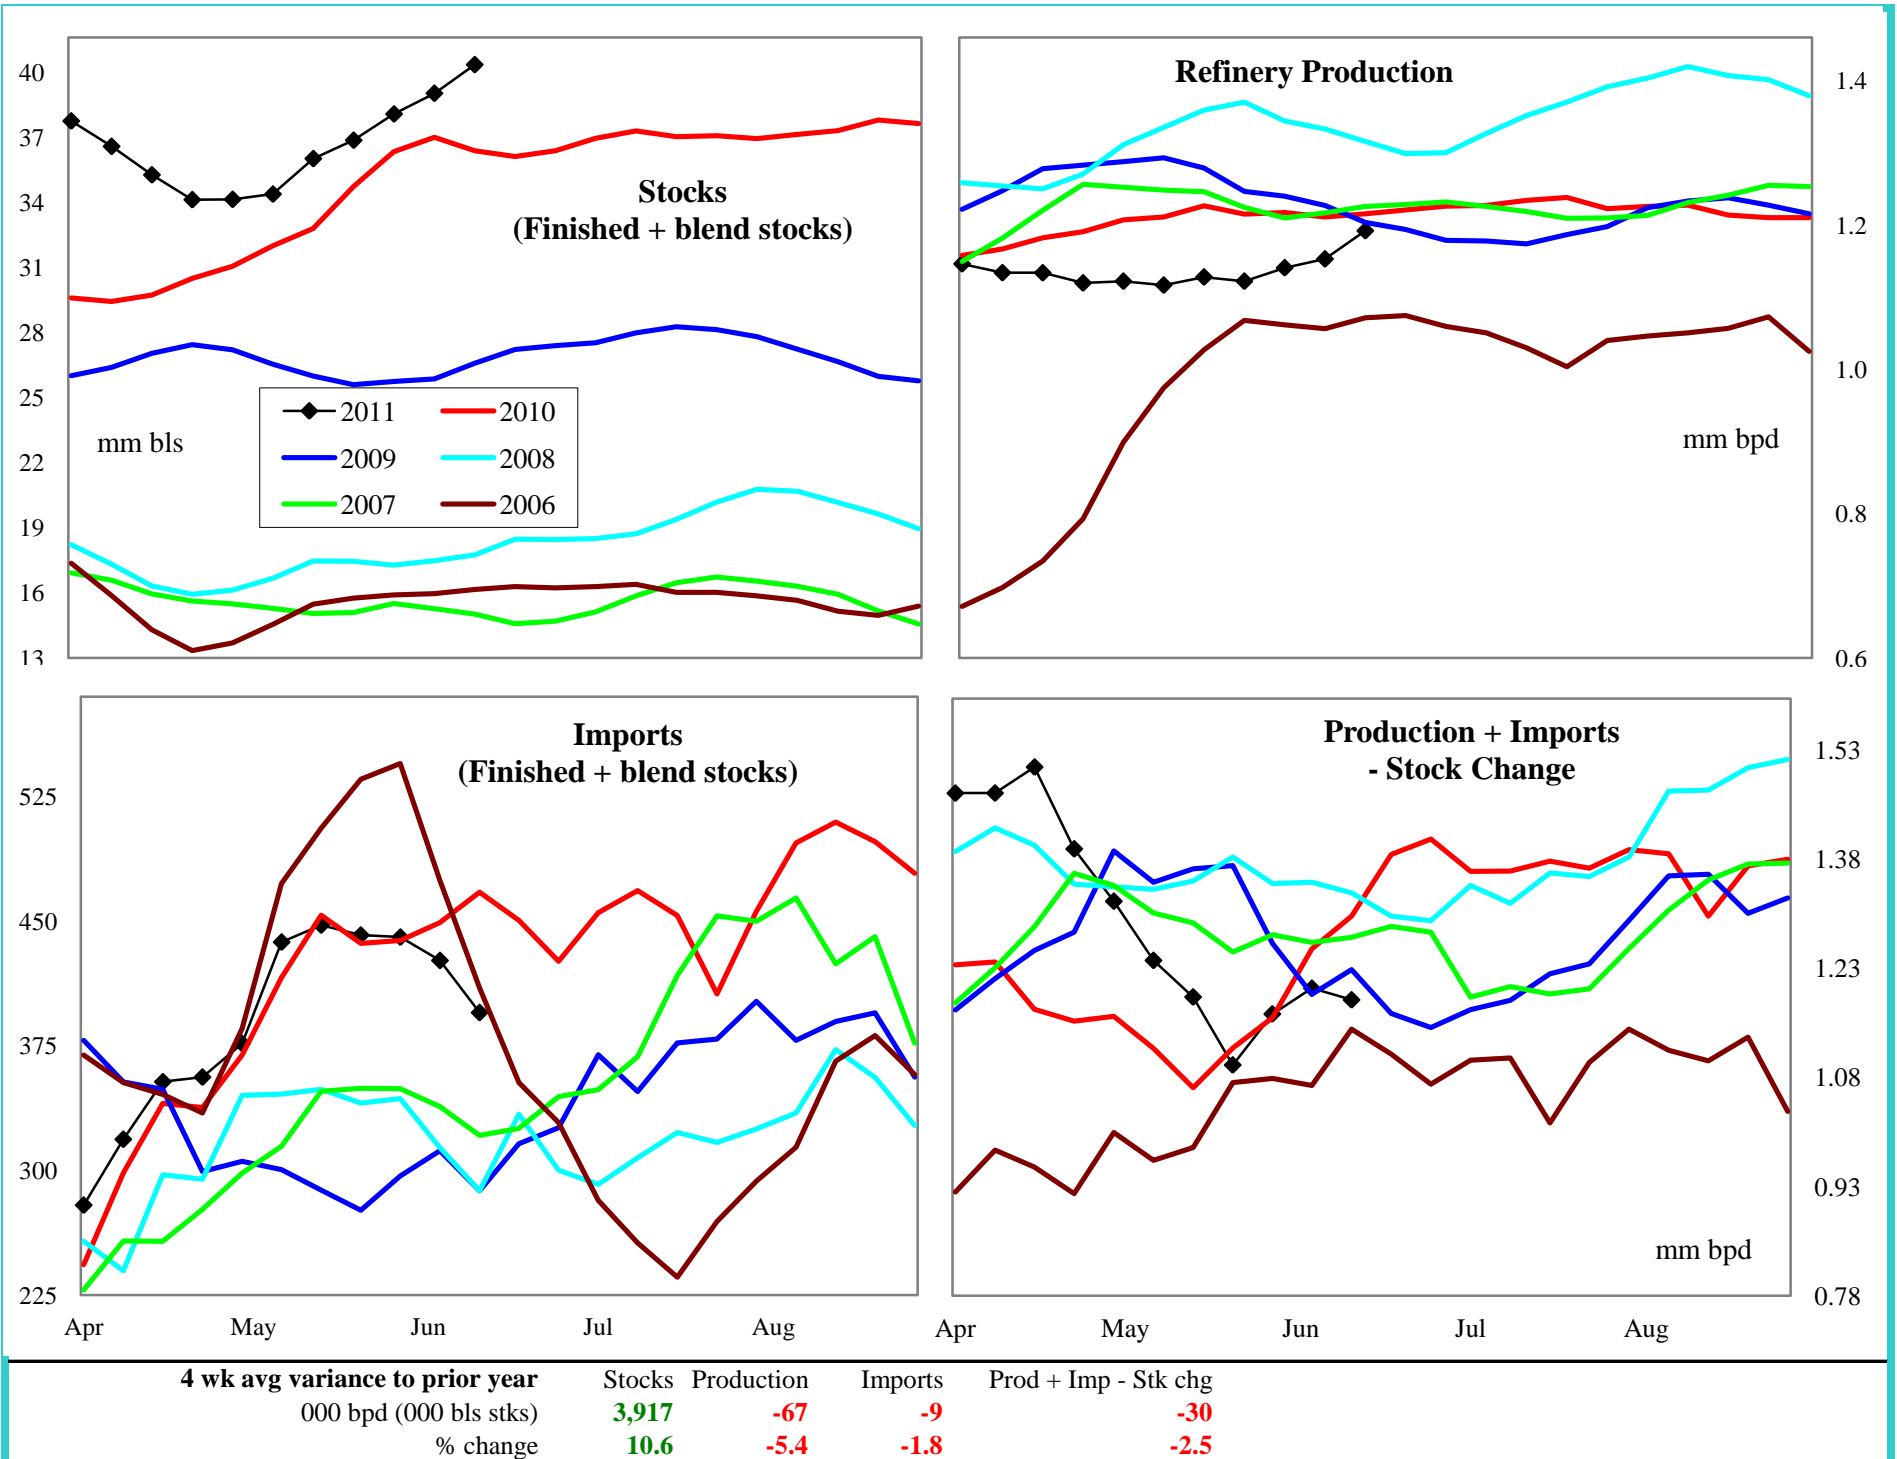 40
37
34
31
28
25
22
19
16
13
Stocks
(Finished + blend stocks)
mm bls
2011
2010
2009
2008
2007
2006
Refinery Production
mm bpd
1.4
1.2
1.0
0.8
0.6
Imports
(Finished + blend stocks)
525
450
375
300
225
Apr May Jun Jul Aug
Production + Imports
- Stock Change
mm bpd
1.53
1.38
1.23
1.08
0.93
0.78
Apr May Jun Jul Aug
4 wk avg variance to prior year Stocks Production Imports Prod + Imp - Stk chg
000 bpd (000 bls stks) 3,917 -67 -9 -30
% change 10.6 -5.4 -1.8 -2.5